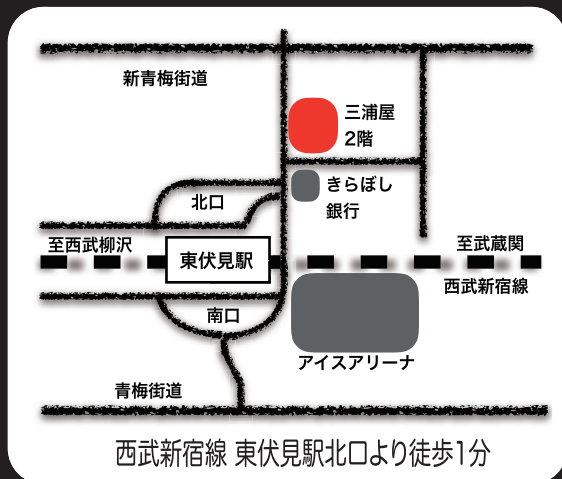 新青梅街道
三浦屋
2階
きらぼし
銀行
北口
至西武柳沢
東伏見駅
至武蔵関
西武新宿線
南口
アイスアリーナ
青梅街道
西武新宿線 東伏見駅北口より徒歩1分